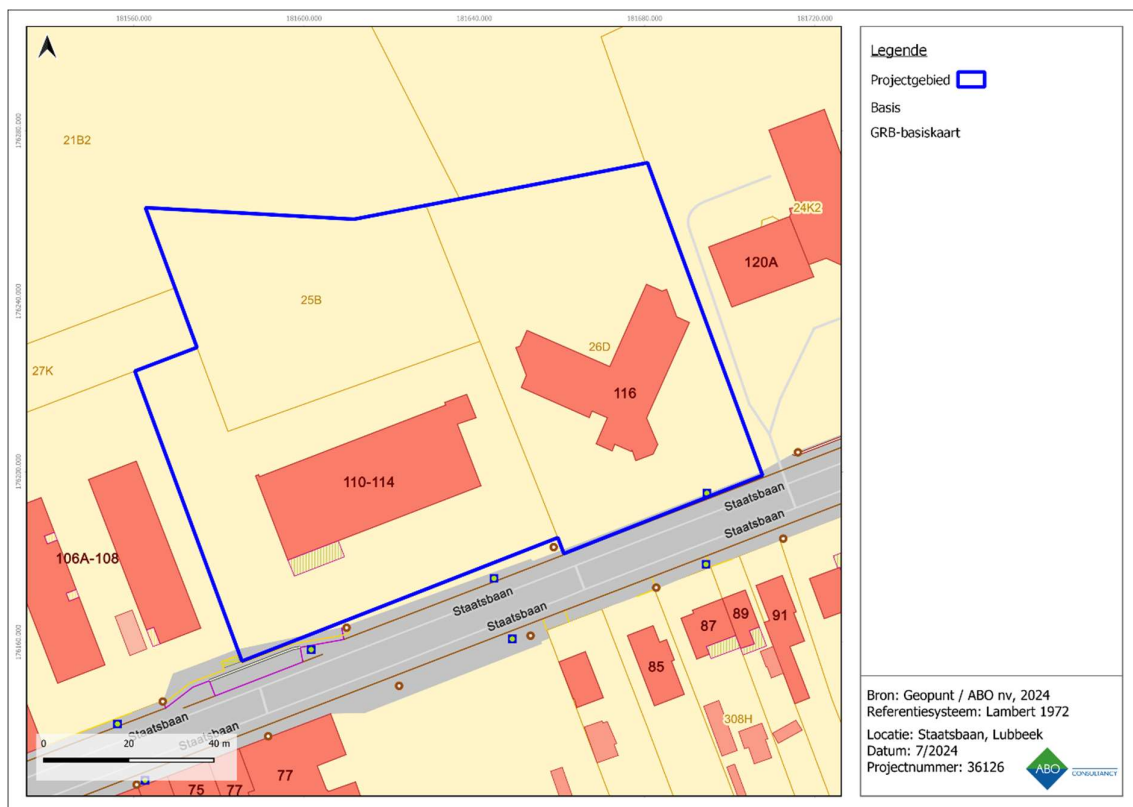 181560.000 181600.000 181640.000 181680.000 181720.000
176280.000
176240.000
176200.000
176160.000
21B2
24K2
120A
25B
26D
27K
116
110-114
106A-108
Staatsbaan
Staatsbaan
Staatsbaan
Staatsbaan
Staatsbaan
Staatsbaan
87
89
91
85
308H
77
75
77
0 20 40 m
Legende
Projectgebied
Basis
GRB-basiskaart
Bron: Geopunt / ABO nv, 2024
Referentiesysteem: Lambert 1972
Locatie: Staatsbaan, Lubbeek
Datum: 7/2024
Projectnummer: 36126
ABO
CONSULTANCY